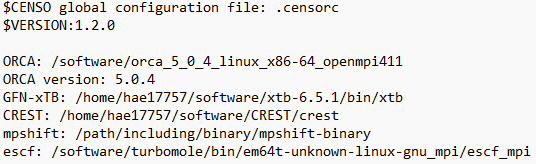 $CENSO global configuration file: .censorc
$VERSION:1.2.0
ORCA: /software/orca_5_0_4_linux_x86-64_openmpi411
ORCA version: 5.0.4
GFN-xTB: /home/hae17757/software/xtb-6.5.1/bin/xtb
CREST: /home/hae17757/software/CREST/crest
mpshift: /path/including/binary/mpshift-binary
escf: /software/turbomole/bin/em64t-unknown-linux-gnu_mpi/escf_mpi